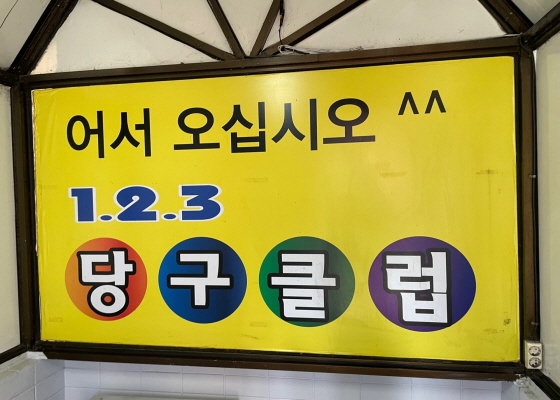 어서 오십시오 ^^
1.2.3
당구클럽